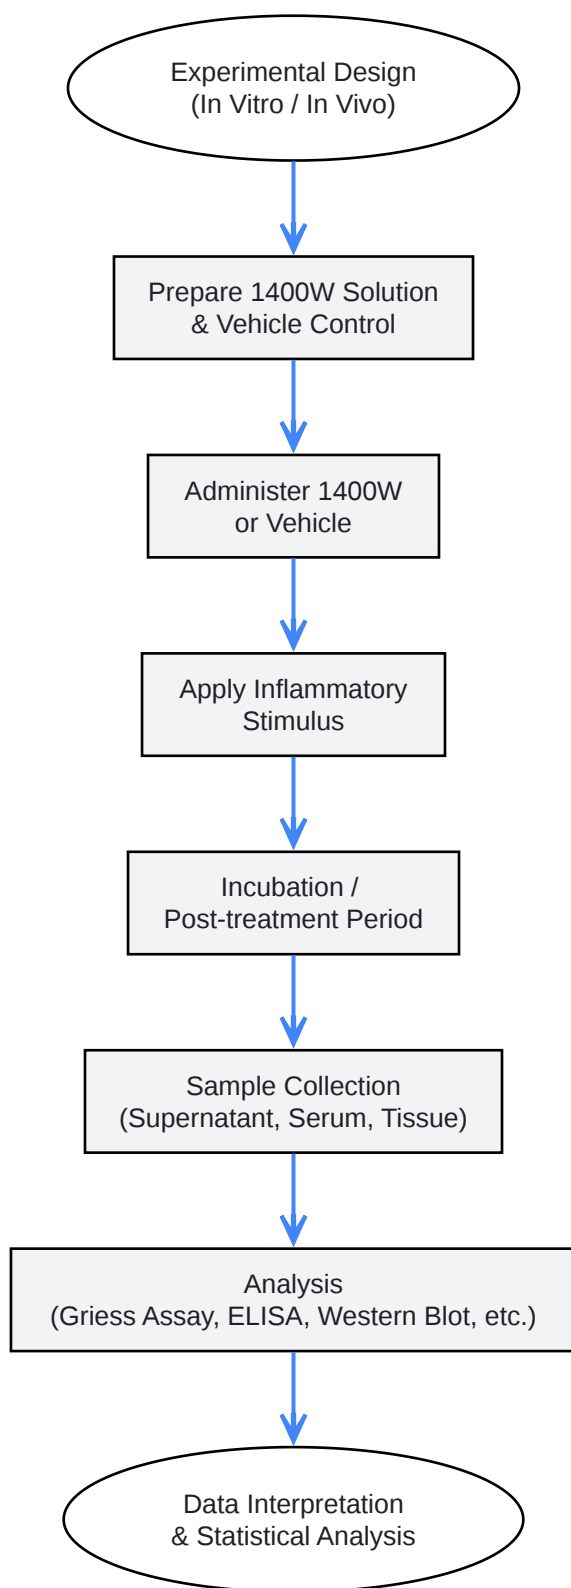 Experimental Design
(In Vitro / In Vivo)
Prepare 1400W Solution
& Vehicle Control
Administer 1400W
or Vehicle
Apply Inflammatory
Stimulus
Incubation /
Post-treatment Period
Sample Collection
(Supernatant, Serum, Tissue)
Analysis
(Griess Assay, ELISA, Western Blot, etc.)
Data Interpretation
& Statistical Analysis